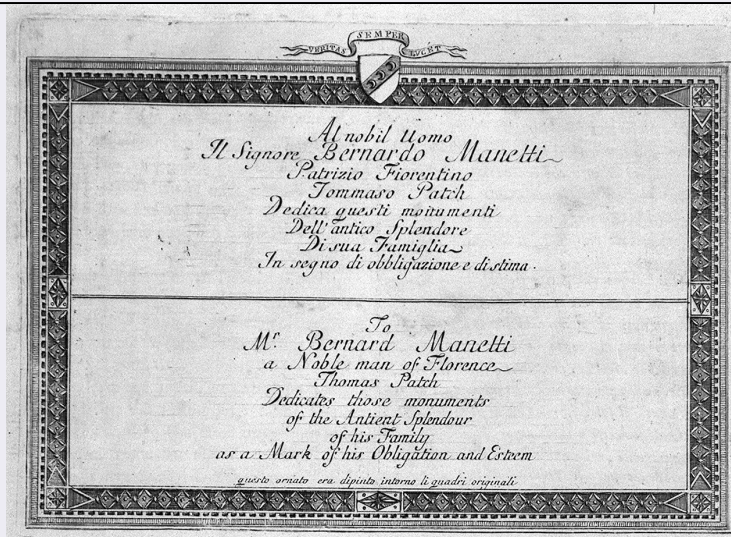 VERITAS SEMPER LUCET
Al nobil Uomo
Il Signore Bernardo Manetti
Patrizio Fiorentino
Tommaso Patch
Dedica questi monumenti
Dell'antico Splendore
Di sua Famiglia
In segno di obbligazione e di stima.
To
Mr. Bernard Manetti
a Noble man of Florence
Thomas Patch
Dedicates those monuments
of the Antient Splendour
of his Family
as a Mark of his Obligation and Esteem
questo ornato era dipinto intorno li quadri originali